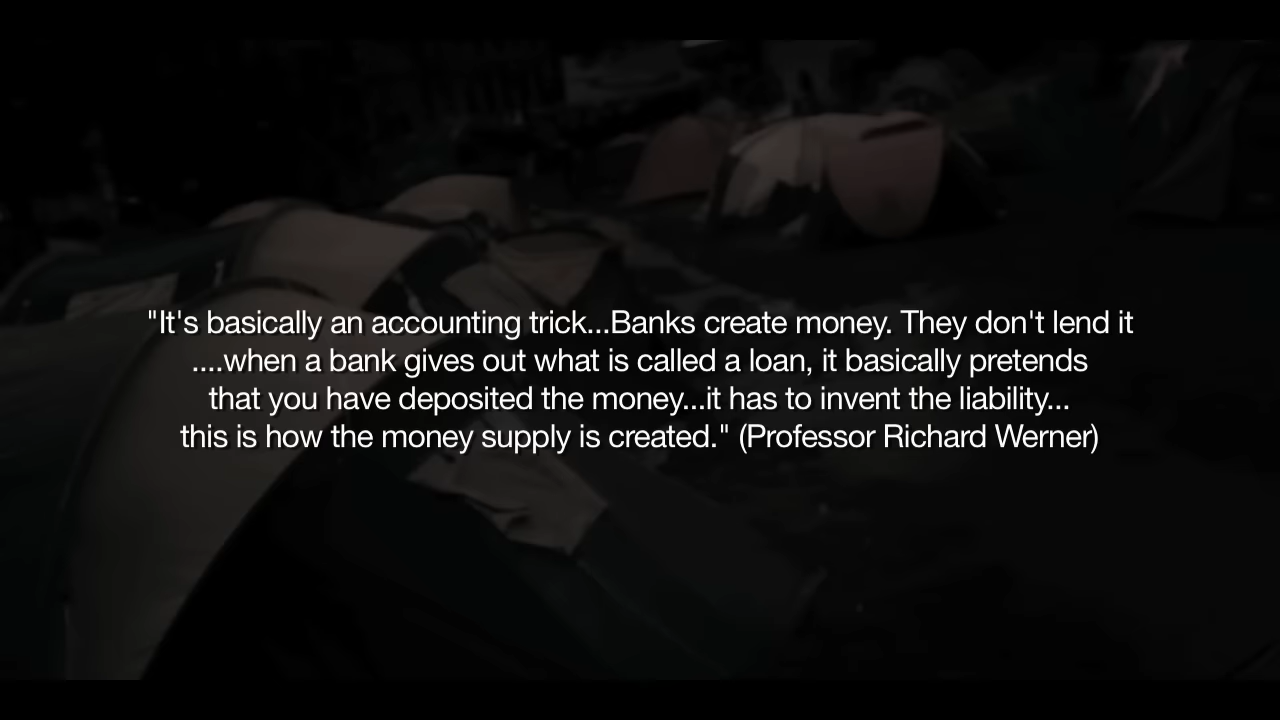 "It's basically an accounting trick...Banks create money. They don't lend it
....when a bank gives out what is called a loan, it basically pretends
that you have deposited the money...it has to invent the liability...
this is how the money supply is created." (Professor Richard Werner)